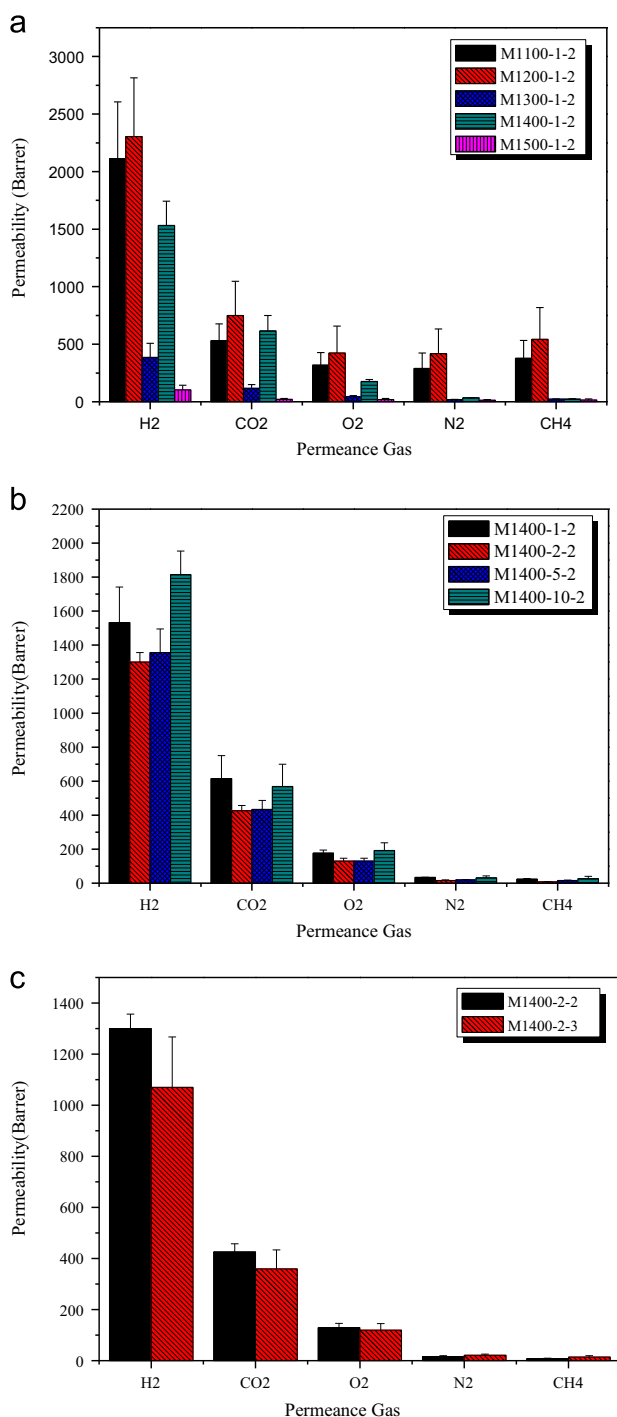 a
3000
2500
2000
1500
1000
500
0
Permeability (Barrer)
M1100-1-2
M1200-1-2
M1300-1-2
M1400-1-2
M1500-1-2
H2 CO2 O2 N2 CH4
Permeance Gas
b
2200
2000
1800
1600
1400
1200
1000
800
600
400
200
0
Permeability(Barrer)
M1400-1-2
M1400-2-2
M1400-5-2
M1400-10-2
H2 CO2 O2 N2 CH4
Permeance Gas
c
1400
1200
1000
800
600
400
200
0
Permeability(Barrer)
M1400-2-2
M1400-2-3
H2 CO2 O2 N2 CH4
Permeance Gas